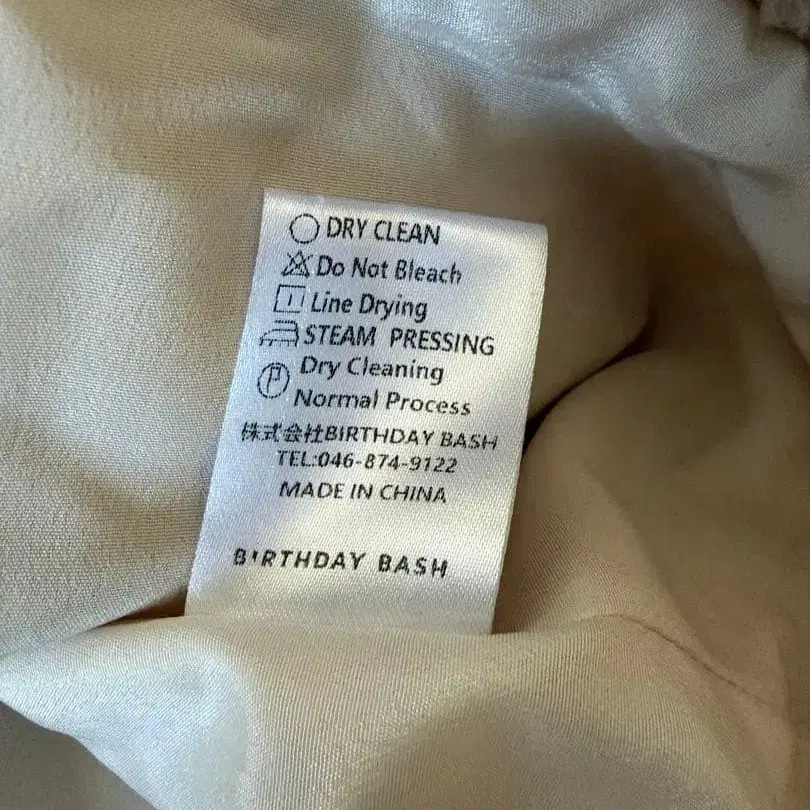 DRY CLEAN
Do Not Bleach
Line Drying
STEAM PRESSING
P Dry Cleaning
Normal Process
株式会社BIRTHDAY BASH
TEL:046-874-9122
MADE IN CHINA
BIRTHDAY BASH